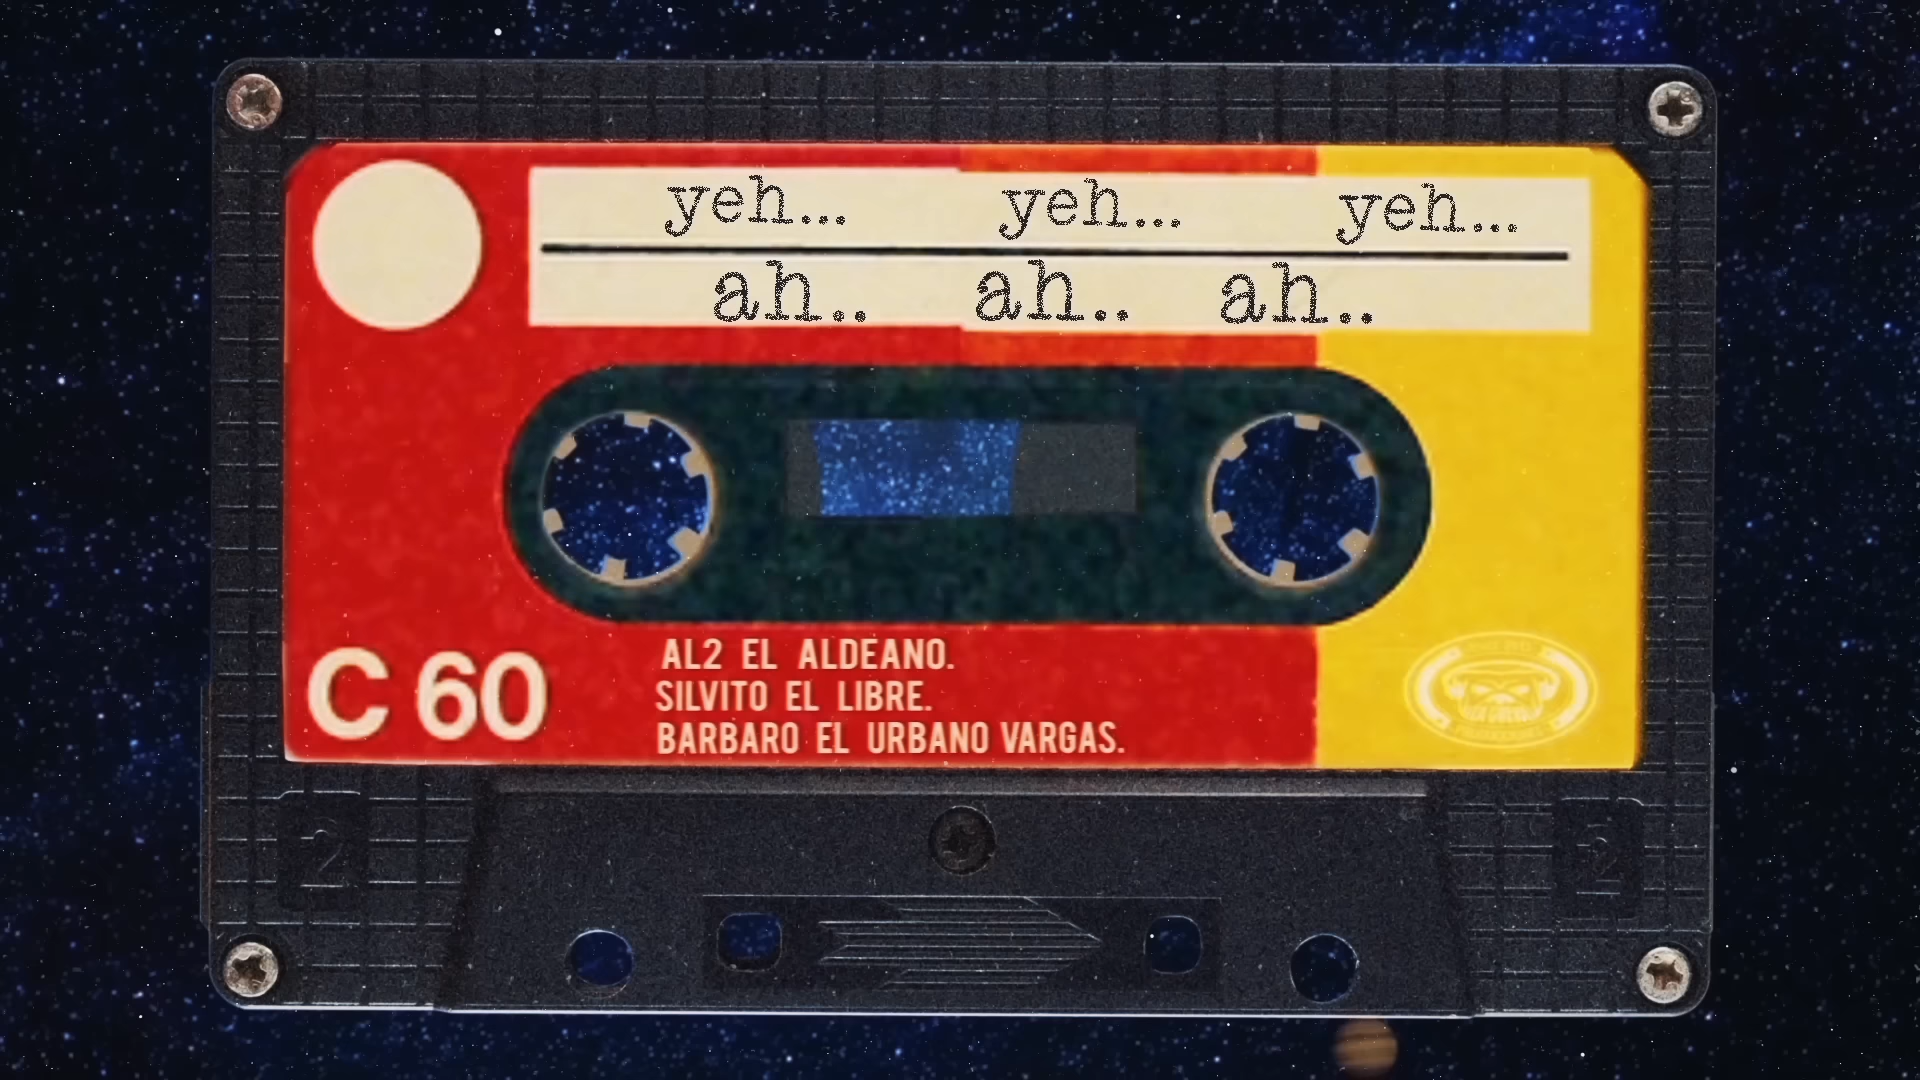 yeh... yeh... yeh...
ah.. ah.. ah..
C 60
AL2 EL ALDEANO.
SILVITO EL LIBRE.
BARBARO EL URBANO VARGAS.
2
2